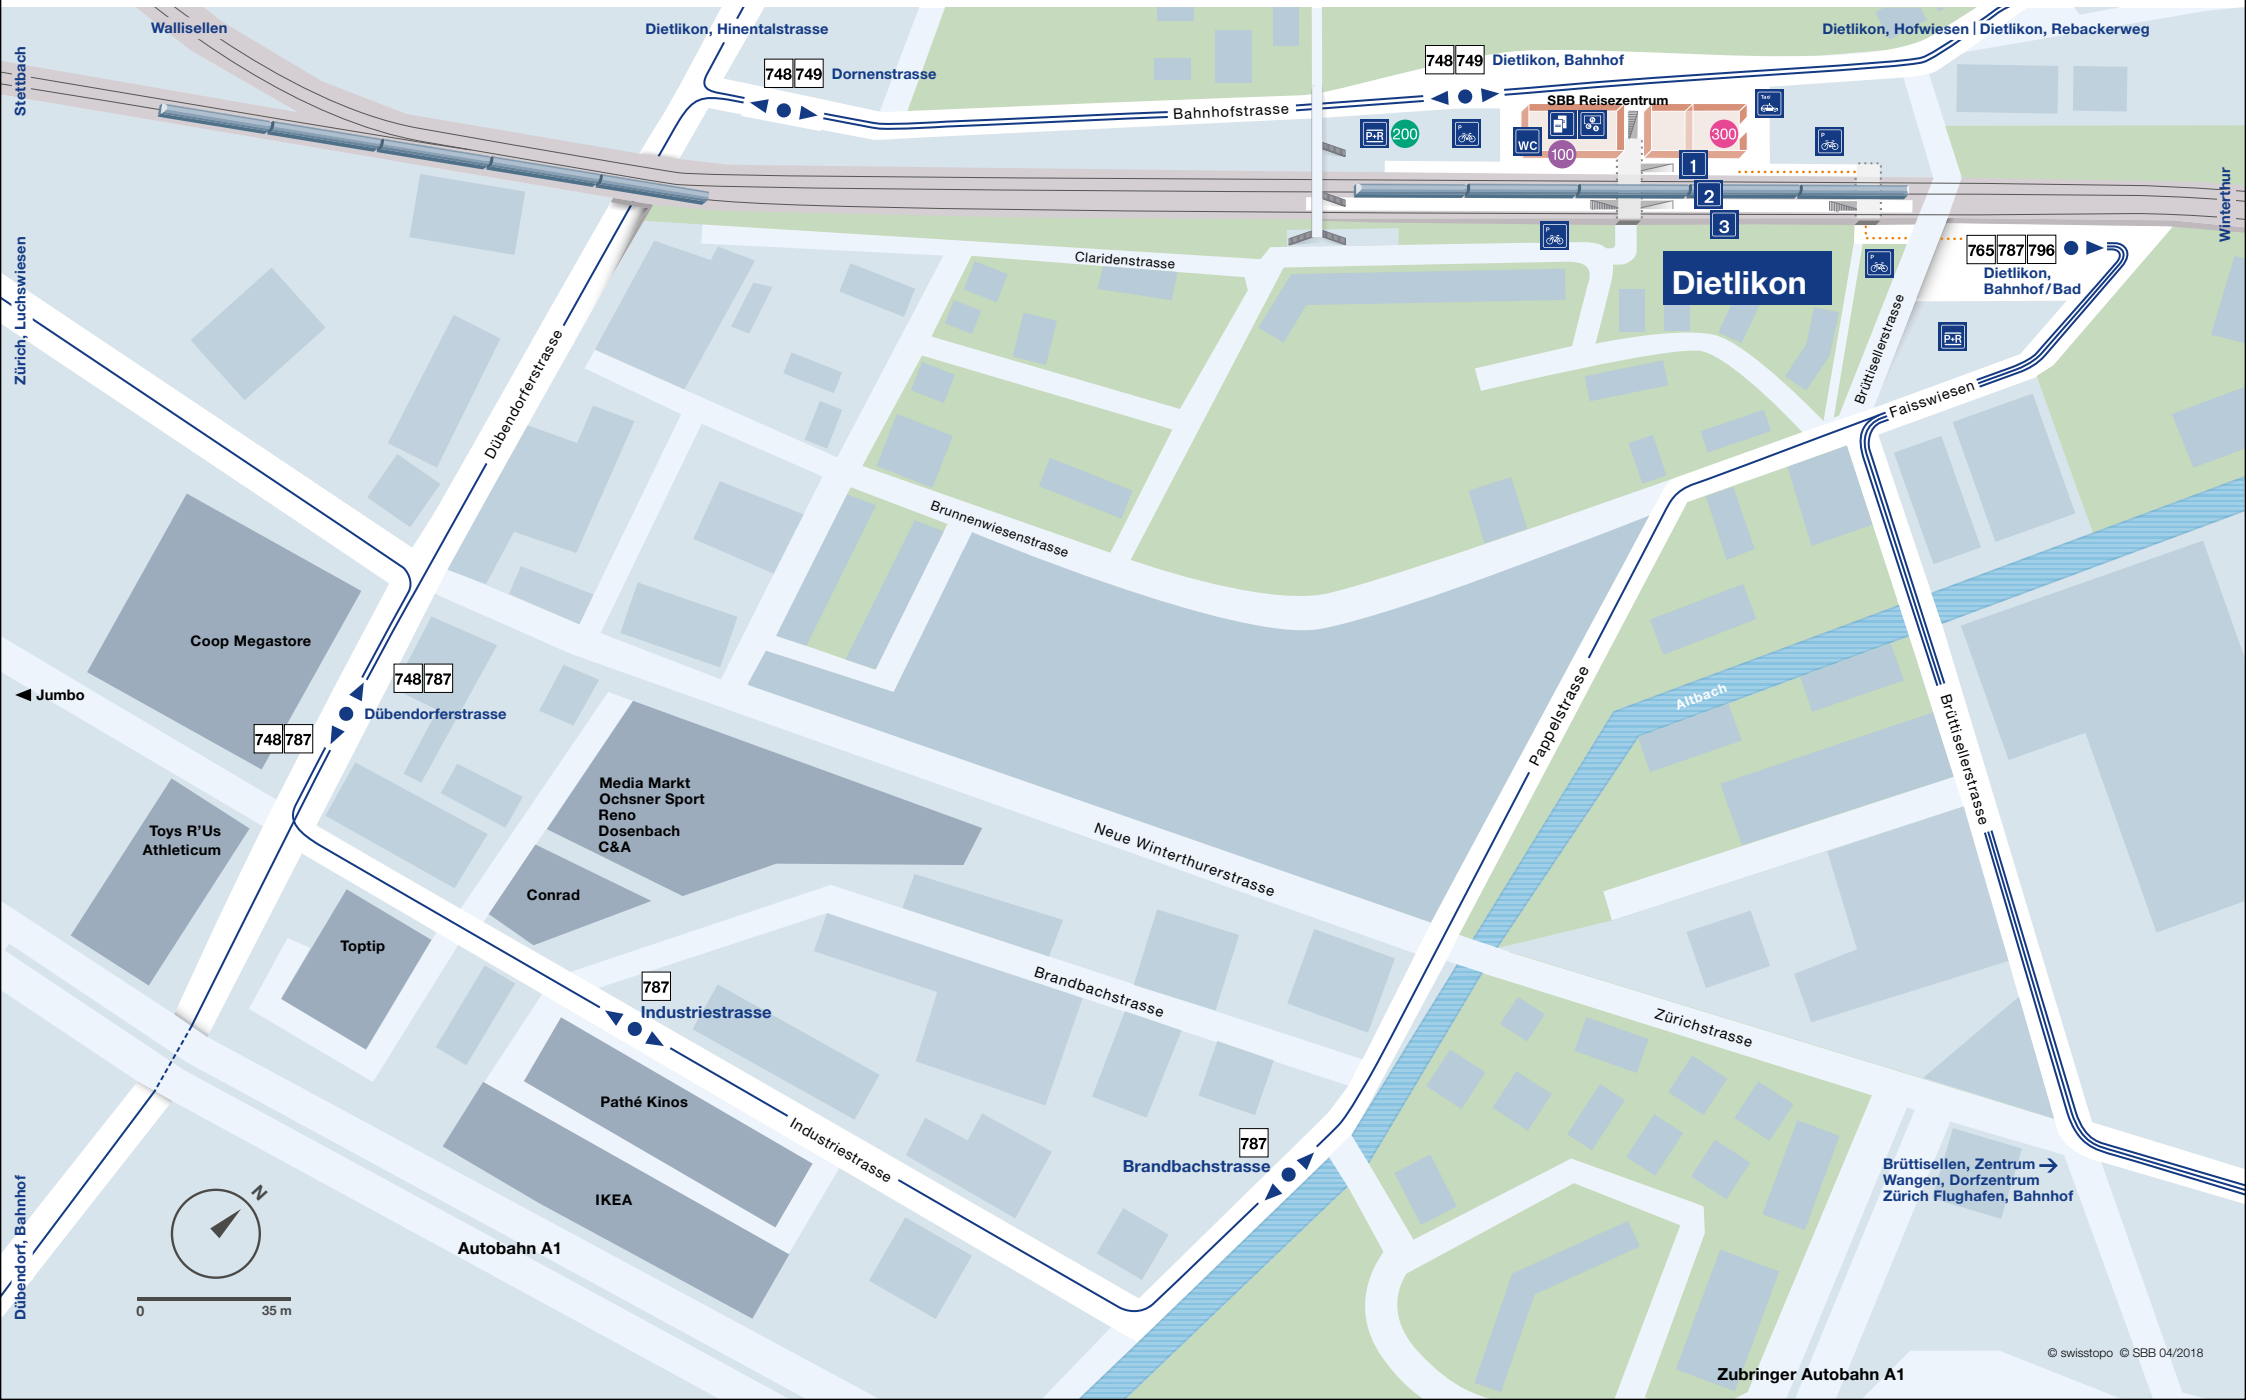 Wallisellen
Dietlikon, Hinentalstrasse
Dietlikon, Hofwiesen | Dietlikon, Rebackerweg
Stettbach
748 749 Dornenstrasse
748 749 Dietlikon, Bahnhof
Bahnhofstrasse
SBB Reisezentrum
Taxi
P+R 200
P
WC
100
300
P
1
2
3
Winterthur
P
P
Claridenstrasse
Dietlikon
765 787 796
Dietlikon,
Bahnhof/Bad
Zürich, Luchswiesen
P+R
Brüttisellerstrasse
Faisswiesen
Dübendorferstrasse
Brunnenwiesenstrasse
Coop Megastore
748 787
Jumbo
Dübendorferstrasse
748 787
Altbach
Pappelstrasse
Brüttisellerstrasse
Media Markt
Ochsner Sport
Reno
Dosenbach
C&A
Toys R'Us
Athleticum
Neue Winterthurerstrasse
Conrad
Toptip
787
Industriestrasse
Brandbachstrasse
Zürichstrasse
Pathé Kinos
Industriestrasse
787
Brandbachstrasse
Brüttisellen, Zentrum →
Wangen, Dorfzentrum
Zürich Flughafen, Bahnhof
IKEA
Dübendorf, Bahnhof
N
Autobahn A1
0 35 m
© swisstopo © SBB 04/2018
Zubringer Autobahn A1